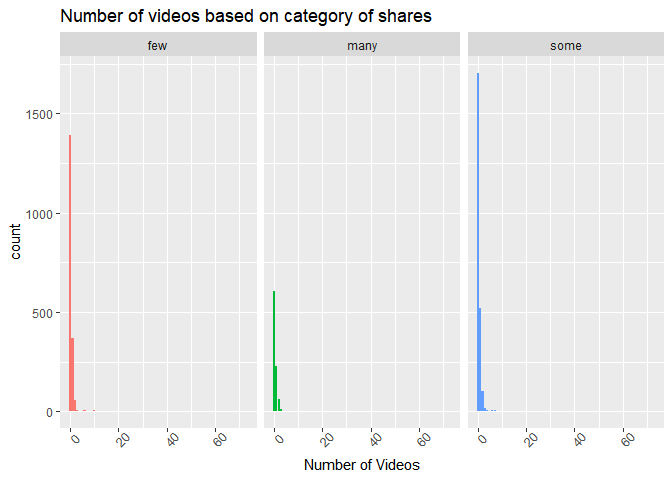 Number of videos based on category of shares
few many some
1500
1000
500
0
count
0 20 40 60 0 20 40 60 0 20 40 60
Number of Videos